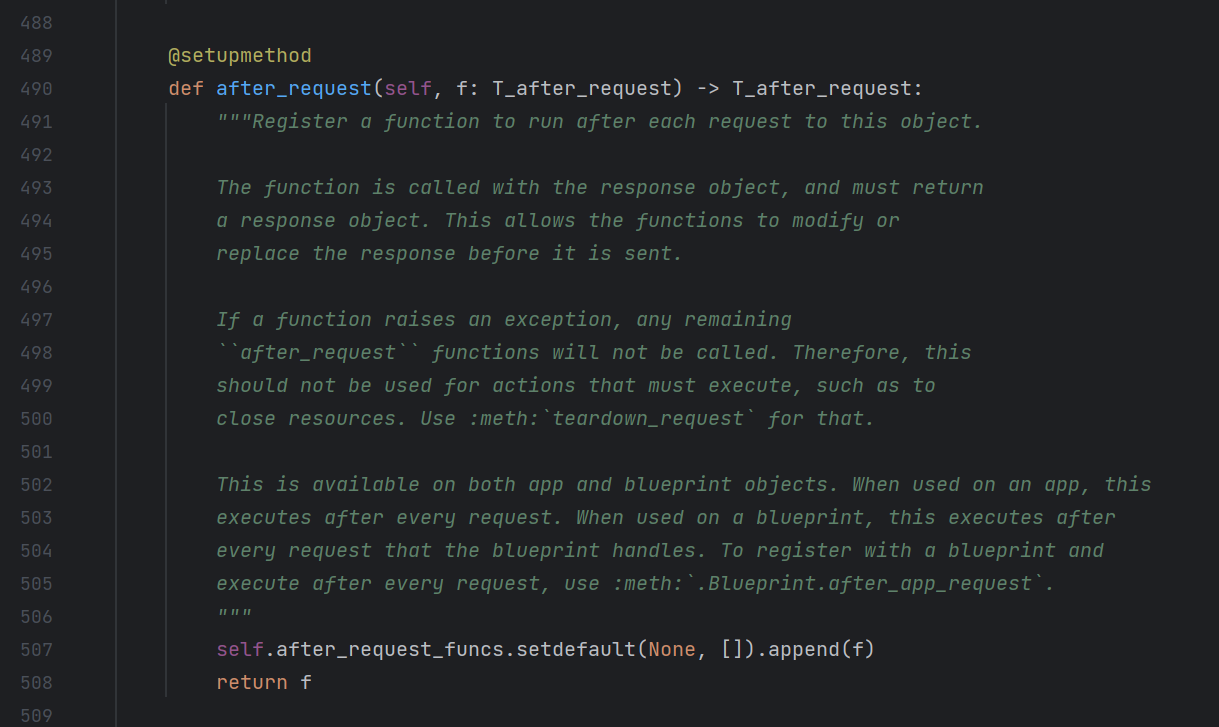 488
489 @setupmethod
490 def after_request(self, f: T_after_request) -> T_after_request:
491 """Register a function to run after each request to this object.
492
493 The function is called with the response object, and must return
494 a response object. This allows the functions to modify or
495 replace the response before it is sent.
496
497 If a function raises an exception, any remaining
498 ``after_request`` functions will not be called. Therefore, this
499 should not be used for actions that must execute, such as to
500 close resources. Use :meth:`teardown_request` for that.
501
502 This is available on both app and blueprint objects. When used on an app, this
503 executes after every request. When used on a blueprint, this executes after
504 every request that the blueprint handles. To register with a blueprint and
505 execute after every request, use :meth:`.Blueprint.after_app_request`.
506 """
507 self.after_request_funcs.setdefault(None, []).append(f)
508 return f
509